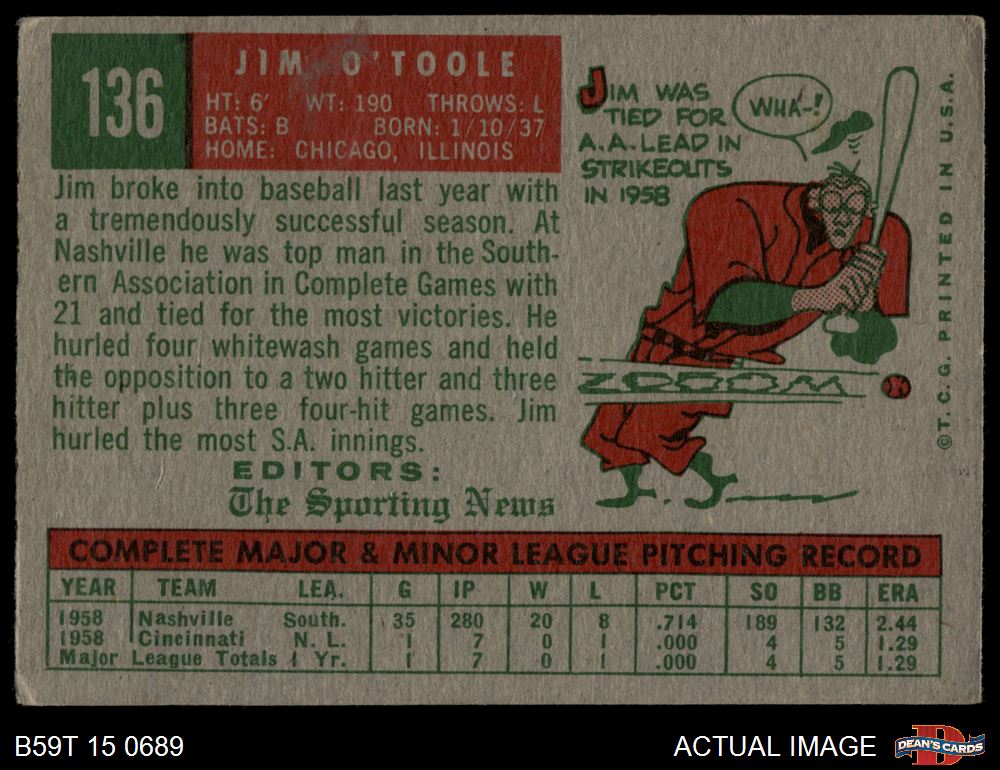 136
JIM O'TOOLE
HT: 6' WT: 190 THROWS: L
BATS: B BORN: 1/10/37
HOME: CHICAGO, ILLINOIS
Jim broke into baseball last year with
a tremendously successful season. At
Nashville he was top man in the South-
ern Association in Complete Games with
21 and tied for the most victories. He
hurled four whitewash games and held
the opposition to a two hitter and three
hitter plus three four-hit games. Jim
hurled the most S.A. innings.
EDITORS:
The Sporting News
JIM WAS
TIED FOR
A.A. LEAD IN
STRIKEOUTS
IN 1958
WHA-!
ZOOOOM
©T. C. G. PRINTED IN U.S.A.
COMPLETE MAJOR & MINOR LEAGUE PITCHING RECORD
YEAR TEAM LEA. G IP W L PCT SO BB ERA
1958 Nashville South. 35 280 20 8 .714 189 132 2.44
1958 Cincinnati N. L. 1 7 0 1 .000 4 5 1.29
Major League Totals 1 Yr. 1 7 0 1 .000 4 5 1.29
B59T 15 0689
ACTUAL IMAGE
DEAN'S CARDS